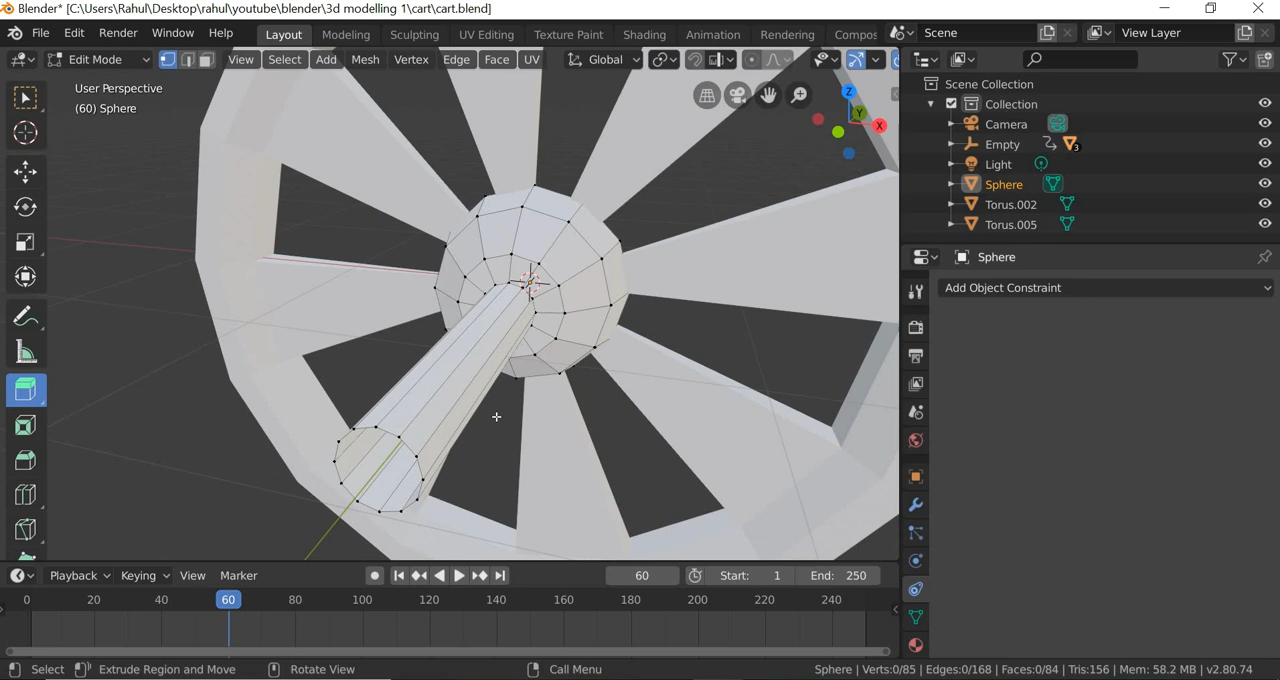 Blender* [C:\Users\Rahul\Desktop\rahul\youtube\blender\3d modelling 1\cart\cart.blend]
File Edit Render Window Help Layout Modeling Sculpting UV Editing Texture Paint Shading Animation Rendering Compos Scene View Layer
Edit Mode View Select Add Mesh Vertex Edge Face UV Global
User Perspective
(60) Sphere
Z
Y
X
Scene Collection
Collection
Camera
Empty 3
Light
Sphere
Torus.002
Torus.005
Sphere
Add Object Constraint
Playback Keying View Marker 60 Start: 1 End: 250
0 20 40 60 80 100 120 140 160 180 200 220 240
Select Extrude Region and Move Rotate View Call Menu Sphere | Verts:0/85 | Edges:0/168 | Faces:0/84 | Tris:156 | Mem: 58.2 MB | v2.80.74